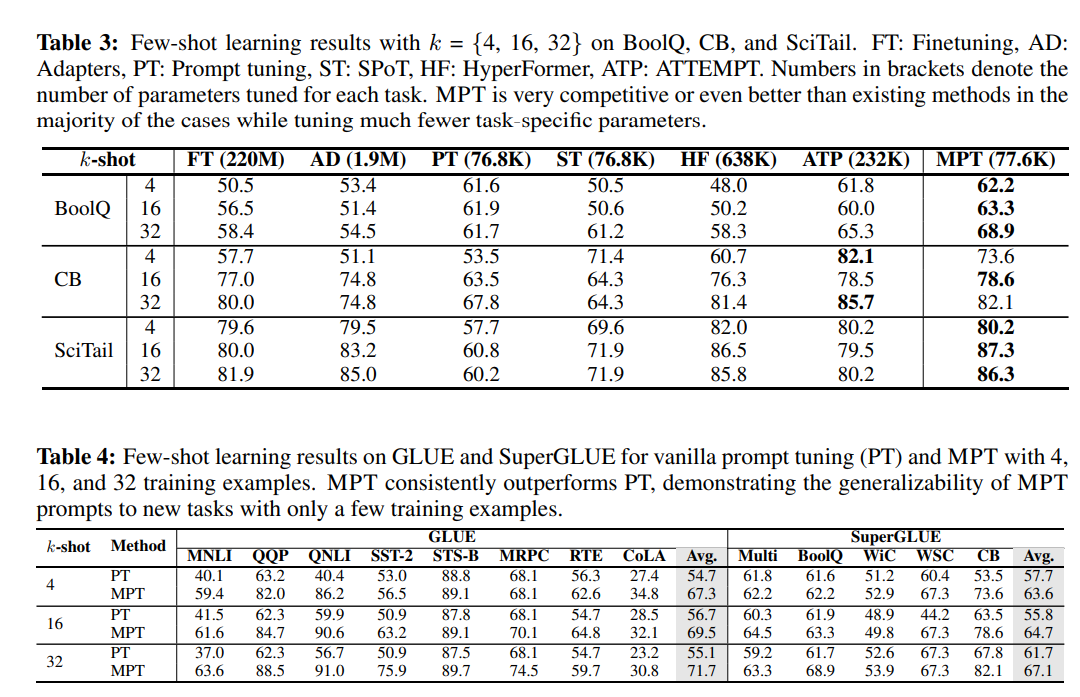 Table 3: Few-shot learning results with k = {4, 16, 32} on BoolQ, CB, and SciTail. FT: Finetuning, AD:
Adapters, PT: Prompt tuning, ST: SPoT, HF: HyperFormer, ATP: ATTEMPT. Numbers in brackets denote the
number of parameters tuned for each task. MPT is very competitive or even better than existing methods in the
majority of the cases while tuning much fewer task-specific parameters.
k-shot FT (220M) AD (1.9M) PT (76.8K) ST (76.8K) HF (638K) ATP (232K) MPT (77.6K)
4 50.5 53.4 61.6 50.5 48.0 61.8 62.2
BoolQ 16 56.5 51.4 61.9 50.6 50.2 60.0 63.3
32 58.4 54.5 61.7 61.2 58.3 65.3 68.9
4 57.7 51.1 53.5 71.4 60.7 82.1 73.6
CB 16 77.0 74.8 63.5 64.3 76.3 78.5 78.6
32 80.0 74.8 67.8 64.3 81.4 85.7 82.1
4 79.6 79.5 57.7 69.6 82.0 80.2 80.2
SciTail 16 80.0 83.2 60.8 71.9 86.5 79.5 87.3
32 81.9 85.0 60.2 71.9 85.8 80.2 86.3
Table 4: Few-shot learning results on GLUE and SuperGLUE for vanilla prompt tuning (PT) and MPT with 4,
16, and 32 training examples. MPT consistently outperforms PT, demonstrating the generalizability of MPT
prompts to new tasks with only a few training examples.
k-shot Method GLUE SuperGLUE
MNLI QQP QNLI SST-2 STS-B MRPC RTE CoLA Avg. Multi BoolQ WiC WSC CB Avg.
4 PT 40.1 63.2 40.4 53.0 88.8 68.1 56.3 27.4 54.7 61.8 61.6 51.2 60.4 53.5 57.7
MPT 59.4 82.0 86.2 56.5 89.1 68.1 62.6 34.8 67.3 62.2 62.2 52.9 67.3 73.6 63.6
16 PT 41.5 62.3 59.9 50.9 87.8 68.1 54.7 28.5 56.7 60.3 61.9 48.9 44.2 63.5 55.8
MPT 61.6 84.7 90.6 63.2 89.1 70.1 64.8 32.1 69.5 64.5 63.3 49.8 67.3 78.6 64.7
32 PT 37.0 62.3 56.7 50.9 87.5 68.1 54.7 23.2 55.1 59.2 61.7 52.6 67.3 67.8 61.7
MPT 63.6 88.5 91.0 75.9 89.7 74.5 59.7 30.8 71.7 63.3 68.9 53.9 67.3 82.1 67.1